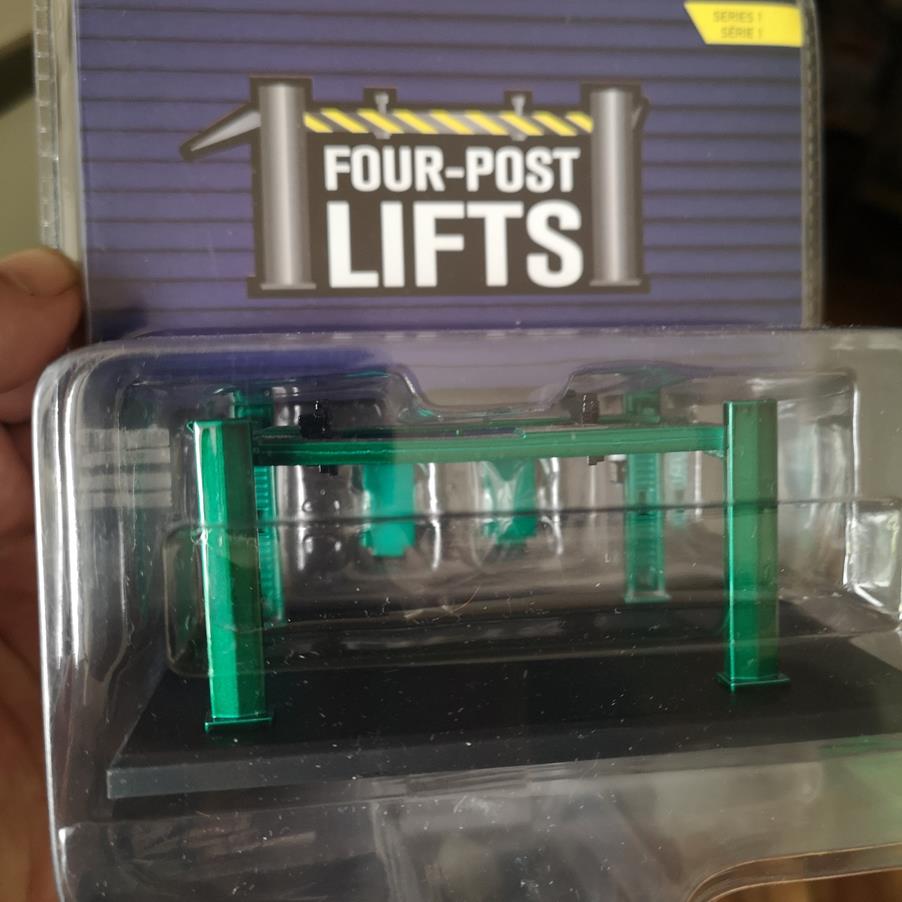 SERIES 1
SÉRIE 1
FOUR-POST
LIFTS